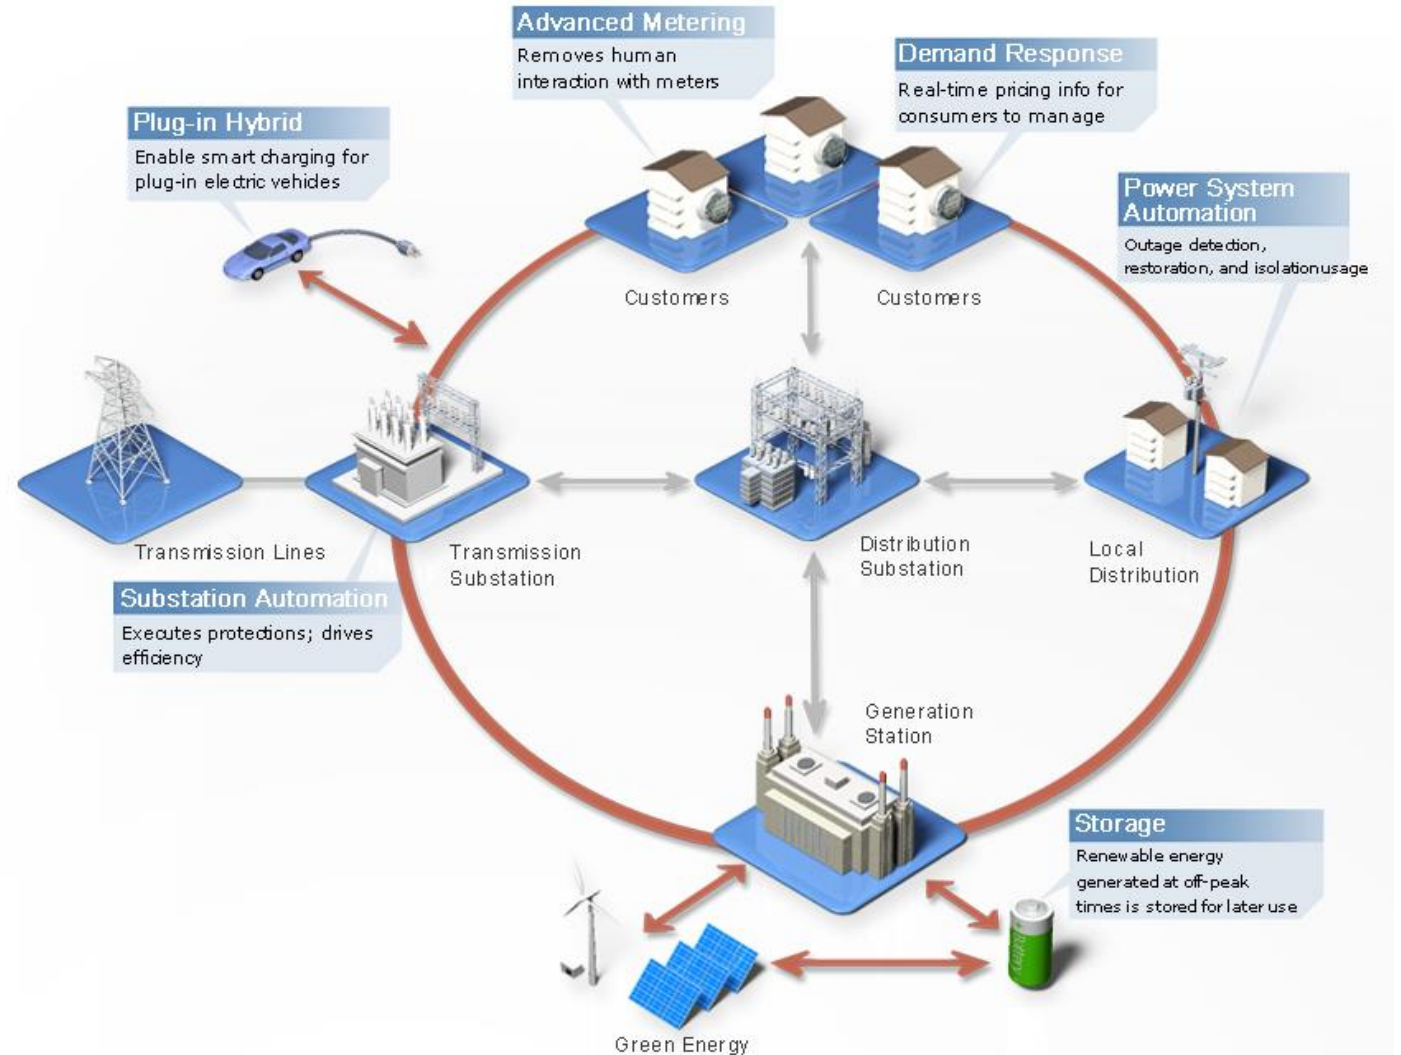 Advanced Metering
Removes human
interaction with meters
Demand Response
Real-time pricing info for
consumers to manage
Plug-in Hybrid
Enable smart charging for
plug-in electric vehicles
Power System
Automation
Outage detection,
restoration, and isolationusage
Customers
Customers
Transmission Lines
Transmission
Substation
Distribution
Substation
Local
Distribution
Substation Automation
Executes protections; drives
efficiency
Generation
Station
Storage
Renewable energy
generated at off-peak
times is stored for later use
Battery
Green Energy